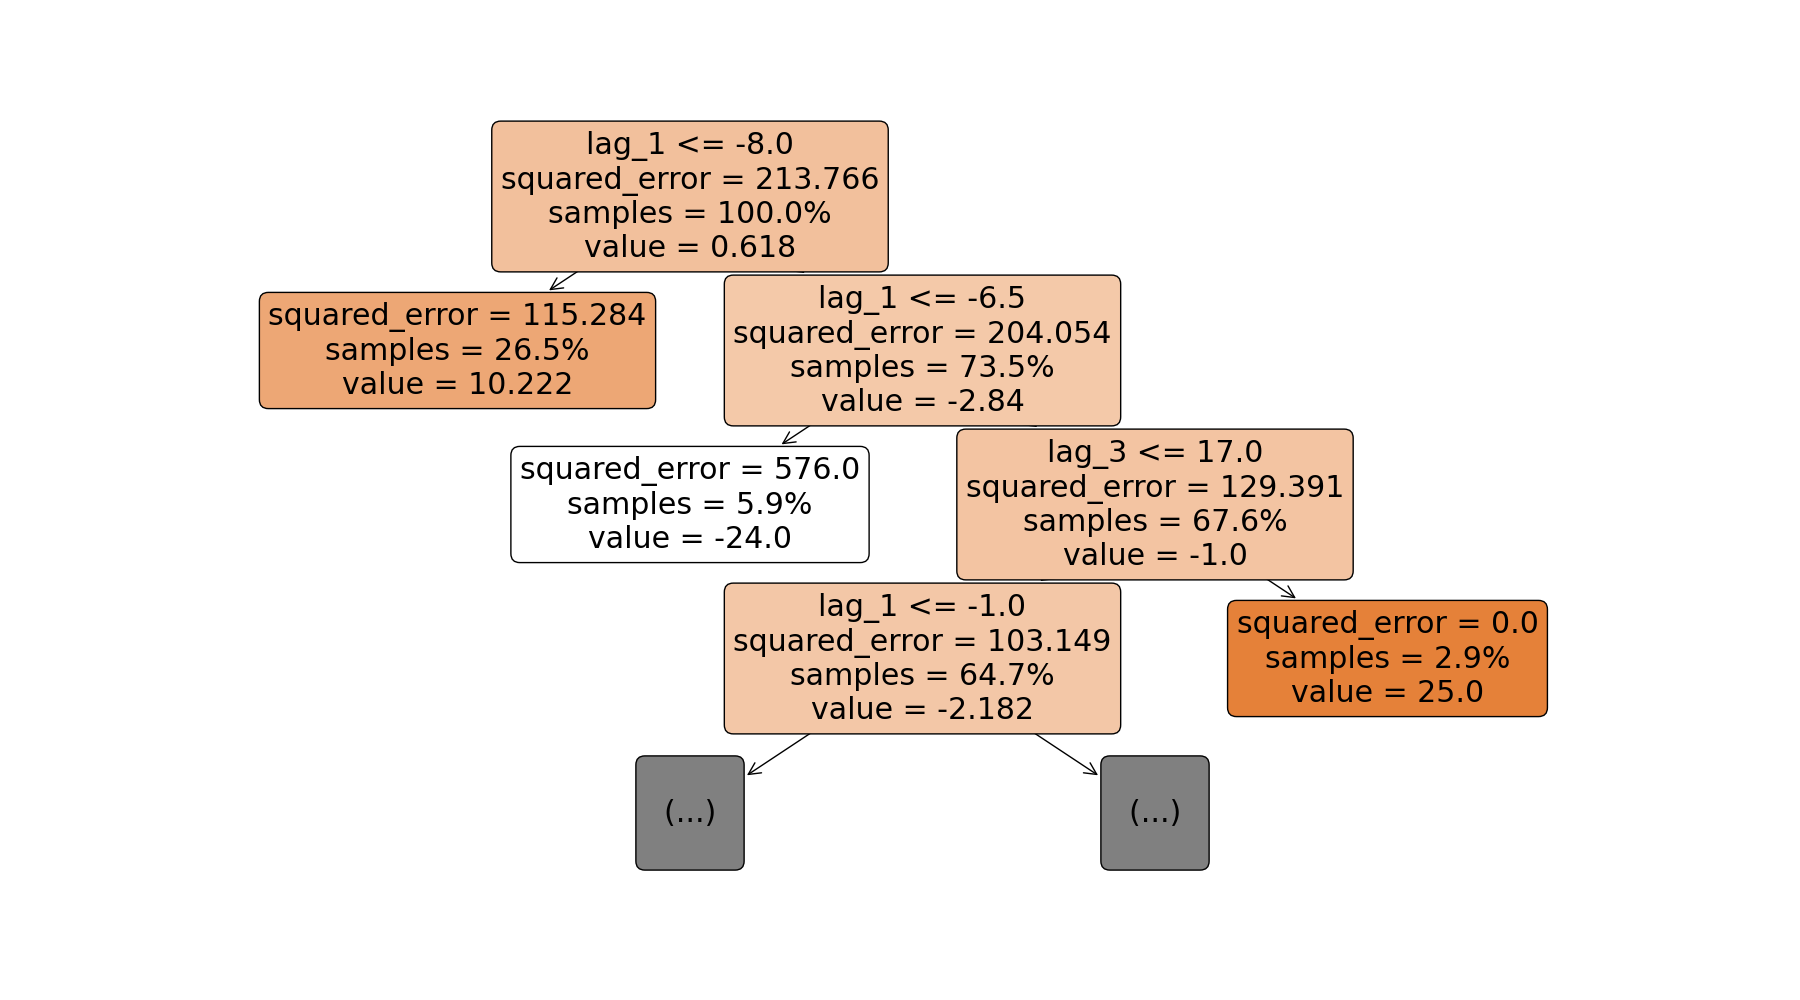 lag_1 <= -8.0
squared_error = 213.766
samples = 100.0%
value = 0.618
squared_error = 115.284
samples = 26.5%
value = 10.222
lag_1 <= -6.5
squared_error = 204.054
samples = 73.5%
value = -2.84
squared_error = 576.0
samples = 5.9%
value = -24.0
lag_3 <= 17.0
squared_error = 129.391
samples = 67.6%
value = -1.0
lag_1 <= -1.0
squared_error = 103.149
samples = 64.7%
value = -2.182
squared_error = 0.0
samples = 2.9%
value = 25.0
(...)
(...)